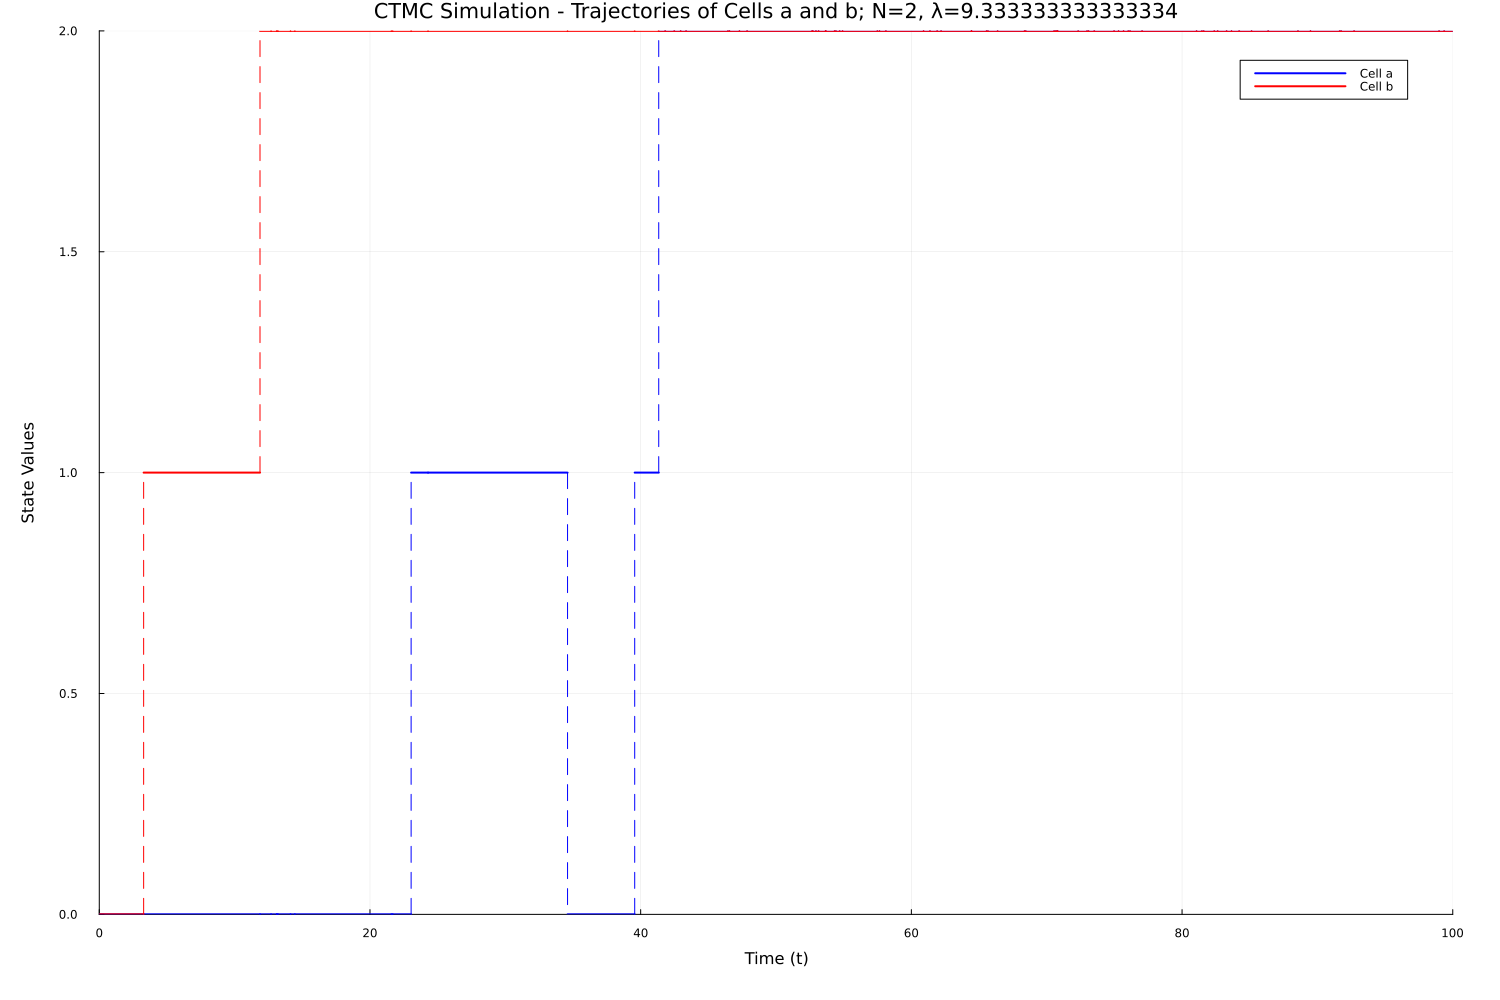 CTMC Simulation - Trajectories of Cells a and b; N=2, λ=9.333333333333334
2.0
Cell a
Cell b
1.5
State Values
1.0
0.5
0.0
0 20 40 60 80 100
Time (t)